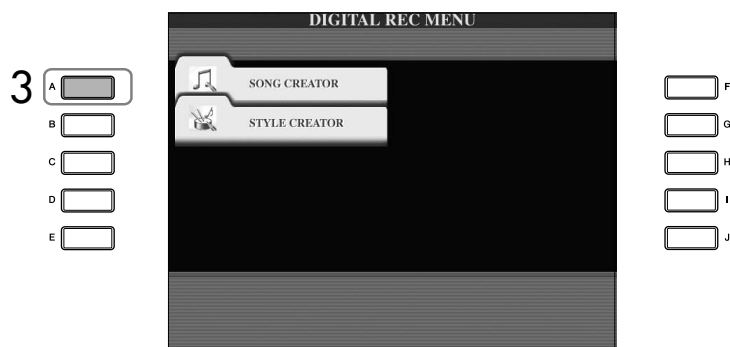 DIGITAL REC MENU
3
A
SONG CREATOR
F
B
STYLE CREATOR
G
C
H
D
I
E
J